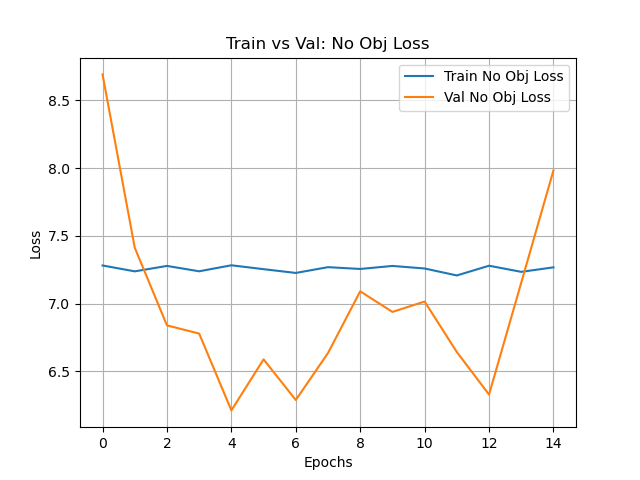 Train vs Val: No Obj Loss
Train No Obj Loss
Val No Obj Loss
8.5
8.0
7.5
7.0
6.5
Loss
0 2 4 6 8 10 12 14
Epochs